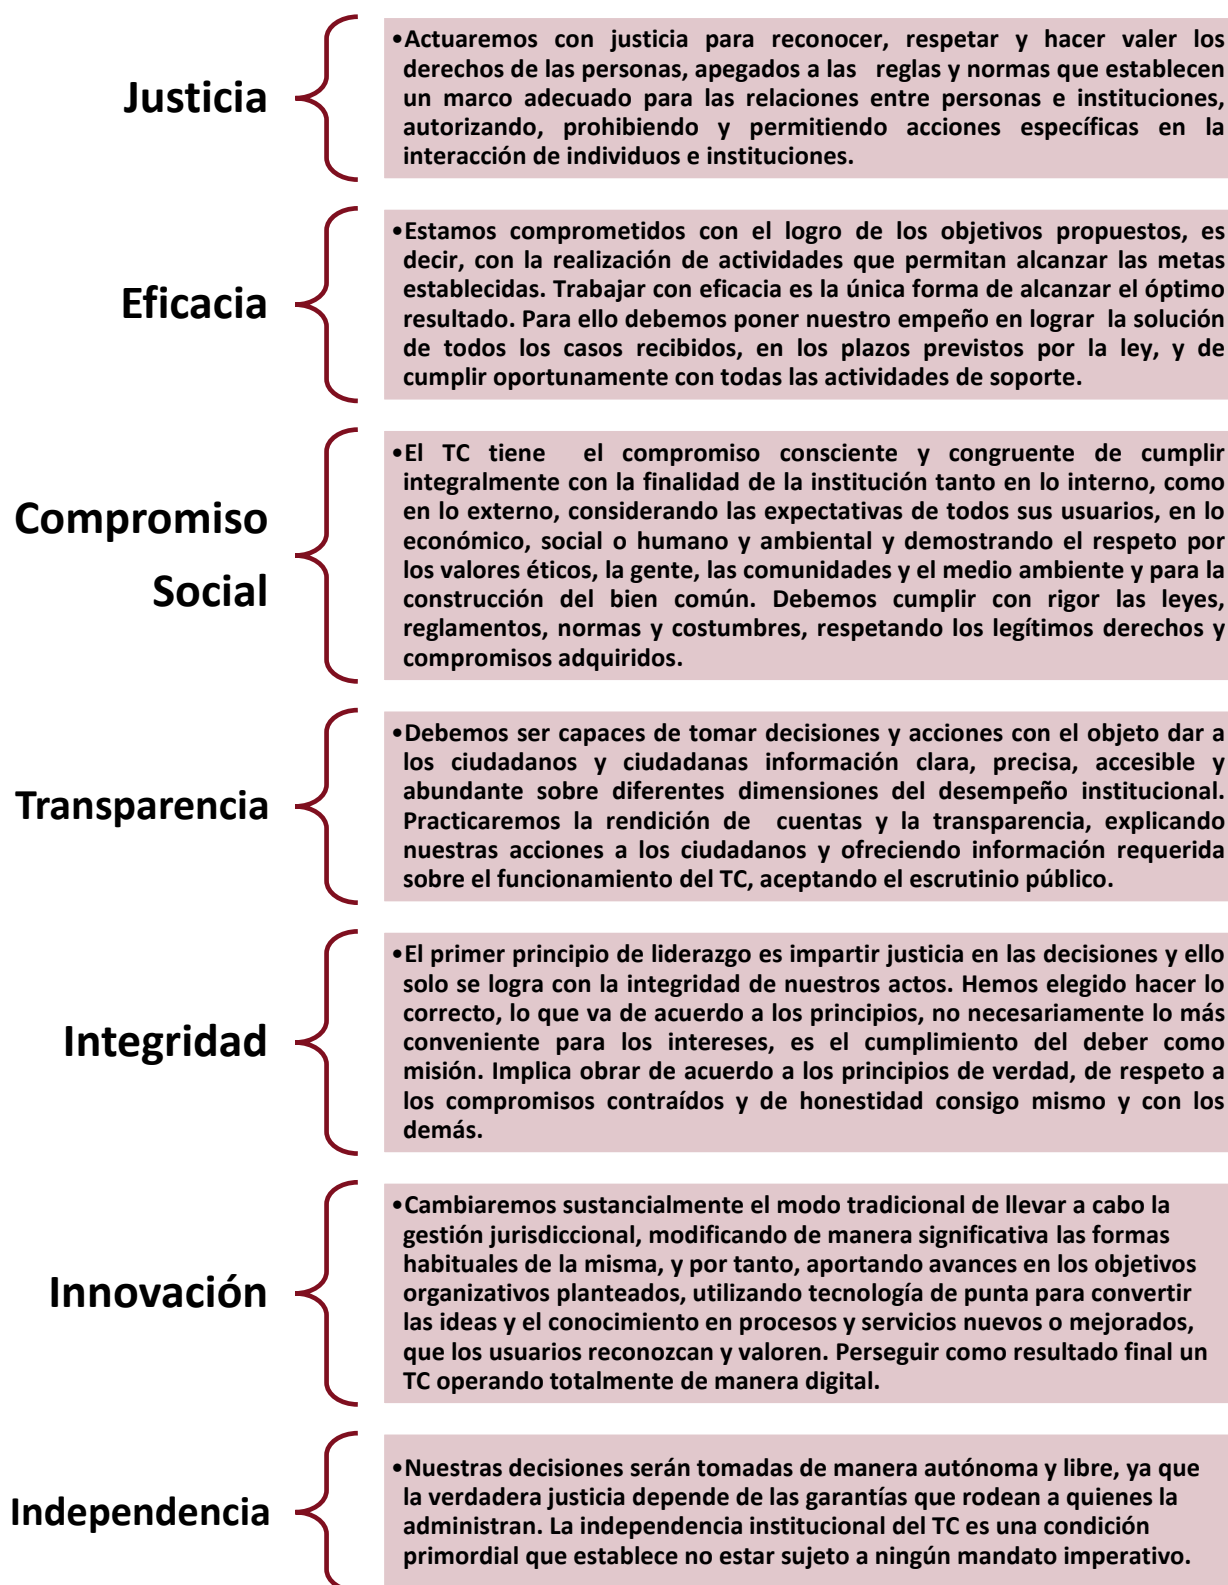 Justicia
•Actuaremos con justicia para reconocer, respetar y hacer valer los
derechos de las personas, apegados a las reglas y normas que establecen
un marco adecuado para las relaciones entre personas e instituciones,
autorizando, prohibiendo y permitiendo acciones específicas en la
interacción de individuos e instituciones.
Eficacia
•Estamos comprometidos con el logro de los objetivos propuestos, es
decir, con la realización de actividades que permitan alcanzar las metas
establecidas. Trabajar con eficacia es la única forma de alcanzar el óptimo
resultado. Para ello debemos poner nuestro empeño en lograr la solución
de todos los casos recibidos, en los plazos previstos por la ley, y de
cumplir oportunamente con todas las actividades de soporte.
Compromiso
Social
•El TC tiene el compromiso consciente y congruente de cumplir
integralmente con la finalidad de la institución tanto en lo interno, como
en lo externo, considerando las expectativas de todos sus usuarios, en lo
económico, social o humano y ambiental y demostrando el respeto por
los valores éticos, la gente, las comunidades y el medio ambiente y para la
construcción del bien común. Debemos cumplir con rigor las leyes,
reglamentos, normas y costumbres, respetando los legítimos derechos y
compromisos adquiridos.
Transparencia
•Debemos ser capaces de tomar decisiones y acciones con el objeto dar a
los ciudadanos y ciudadanas información clara, precisa, accesible y
abundante sobre diferentes dimensiones del desempeño institucional.
Practicaremos la rendición de cuentas y la transparencia, explicando
nuestras acciones a los ciudadanos y ofreciendo información requerida
sobre el funcionamiento del TC, aceptando el escrutinio público.
Integridad
•El primer principio de liderazgo es impartir justicia en las decisiones y ello
solo se logra con la integridad de nuestros actos. Hemos elegido hacer lo
correcto, lo que va de acuerdo a los principios, no necesariamente lo más
conveniente para los intereses, es el cumplimiento del deber como
misión. Implica obrar de acuerdo a los principios de verdad, de respeto a
los compromisos contraídos y de honestidad consigo mismo y con los
demás.
Innovación
•Cambiaremos sustancialmente el modo tradicional de llevar a cabo la
gestión jurisdiccional, modificando de manera significativa las formas
habituales de la misma, y por tanto, aportando avances en los objetivos
organizativos planteados, utilizando tecnología de punta para convertir
las ideas y el conocimiento en procesos y servicios nuevos o mejorados,
que los usuarios reconozcan y valoren. Perseguir como resultado final un
TC operando totalmente de manera digital.
Independencia
•Nuestras decisiones serán tomadas de manera autónoma y libre, ya que
la verdadera justicia depende de las garantías que rodean a quienes la
administran. La independencia institucional del TC es una condición
primordial que establece no estar sujeto a ningún mandato imperativo.